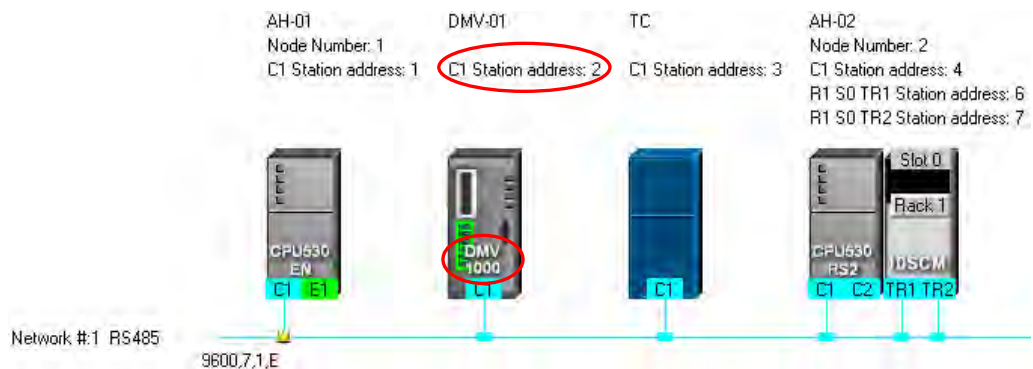 AH-01
Node Number: 1
C1 Station address: 1
DMV-01
C1 Station address: 2
TC
C1 Station address: 3
AH-02
Node Number: 2
C1 Station address: 4
R1 S0 TR1 Station address: 6
R1 S0 TR2 Station address: 7
CPU530
EN
C1 E1
DMV
1000
C1
C1
CPU530
RS2
C1 C2
Slot 0
Rack 1
10SCM
TR1 TR2
Network #:1 RS485
9600,7,1,E